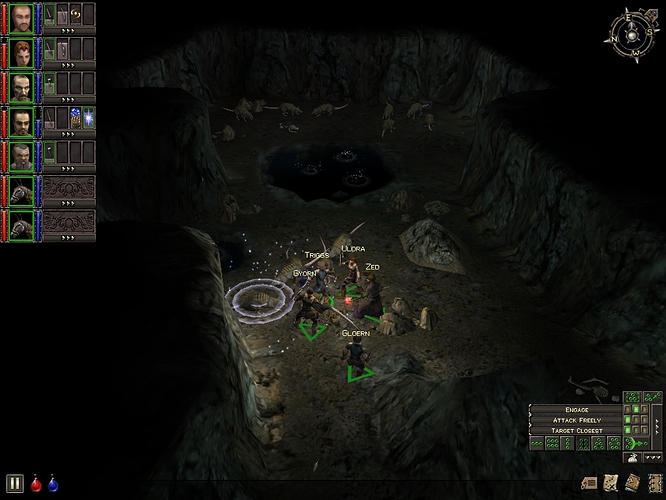 E
N
S
W
Triggs
Uldra
Gyorn
Zed
Gloern
Engage
Attack Freely
Target Closest